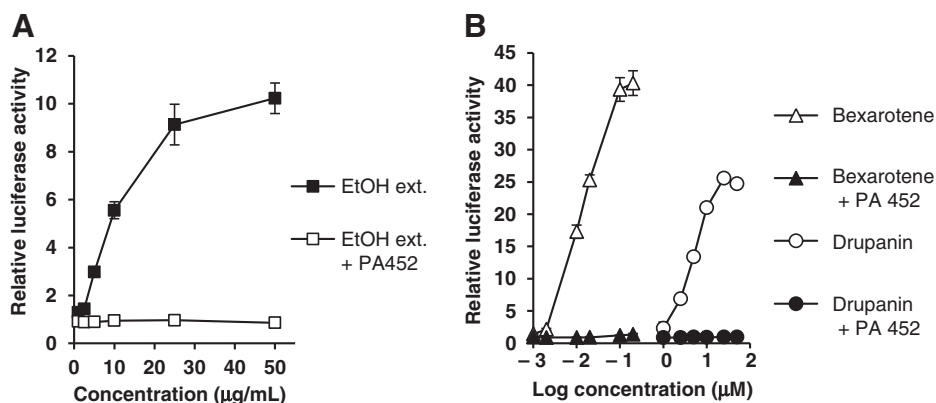 A
Relative luciferase activity
12
10
8
6
4
2
0
0 10 20 30 40 50
Concentration (μg/mL)
EtOH ext.
EtOH ext.
+ PA452
B
Relative luciferase activity
45
40
35
30
25
20
15
10
5
0
– 3 – 2 – 1 0 1 2
Log concentration (μM)
Bexarotene
Bexarotene
+ PA 452
Drupanin
Drupanin
+ PA 452